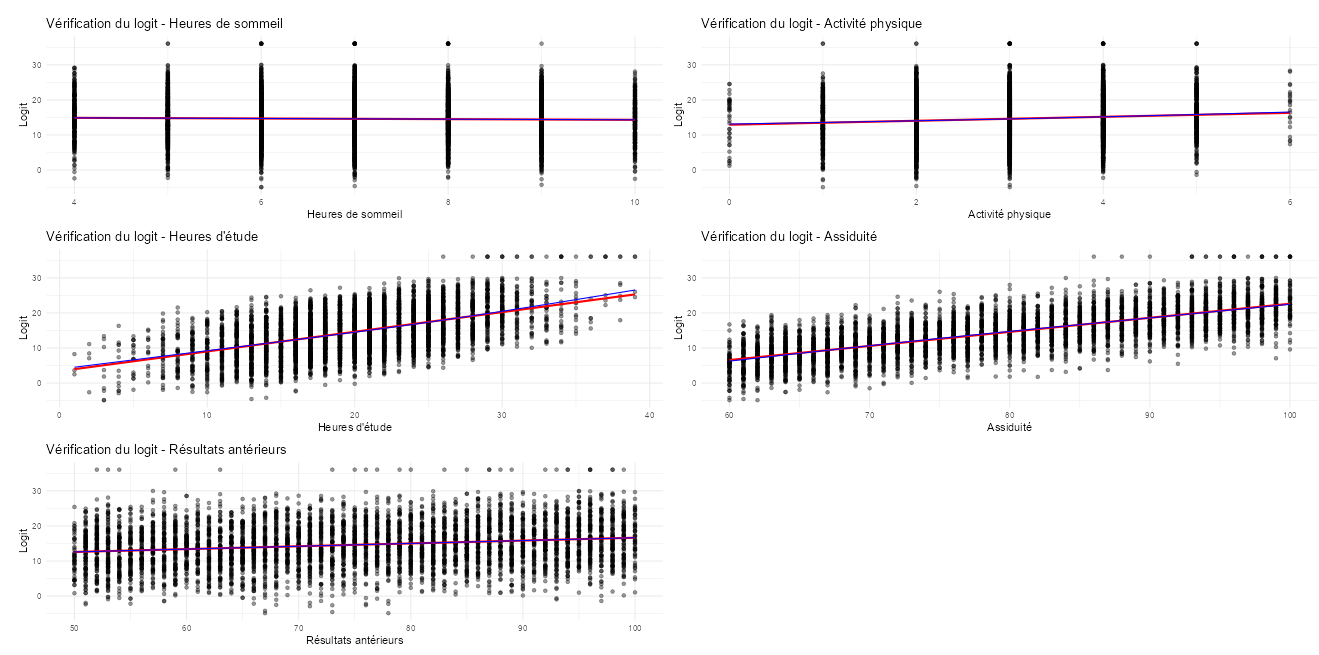 Vérification du logit - Heures de sommeil
Logit
30
20
10
0
4
6
8
10
Heures de sommeil
Vérification du logit - Activité physique
Logit
30
20
10
0
0
2
4
6
Activité physique
Vérification du logit - Heures d'étude
Logit
30
20
10
0
0
10
20
30
40
Heures d'étude
Vérification du logit - Assiduité
Logit
30
20
10
0
60
70
80
90
100
Assiduité
Vérification du logit - Résultats antérieurs
Logit
30
20
10
0
50
60
70
80
90
100
Résultats antérieurs